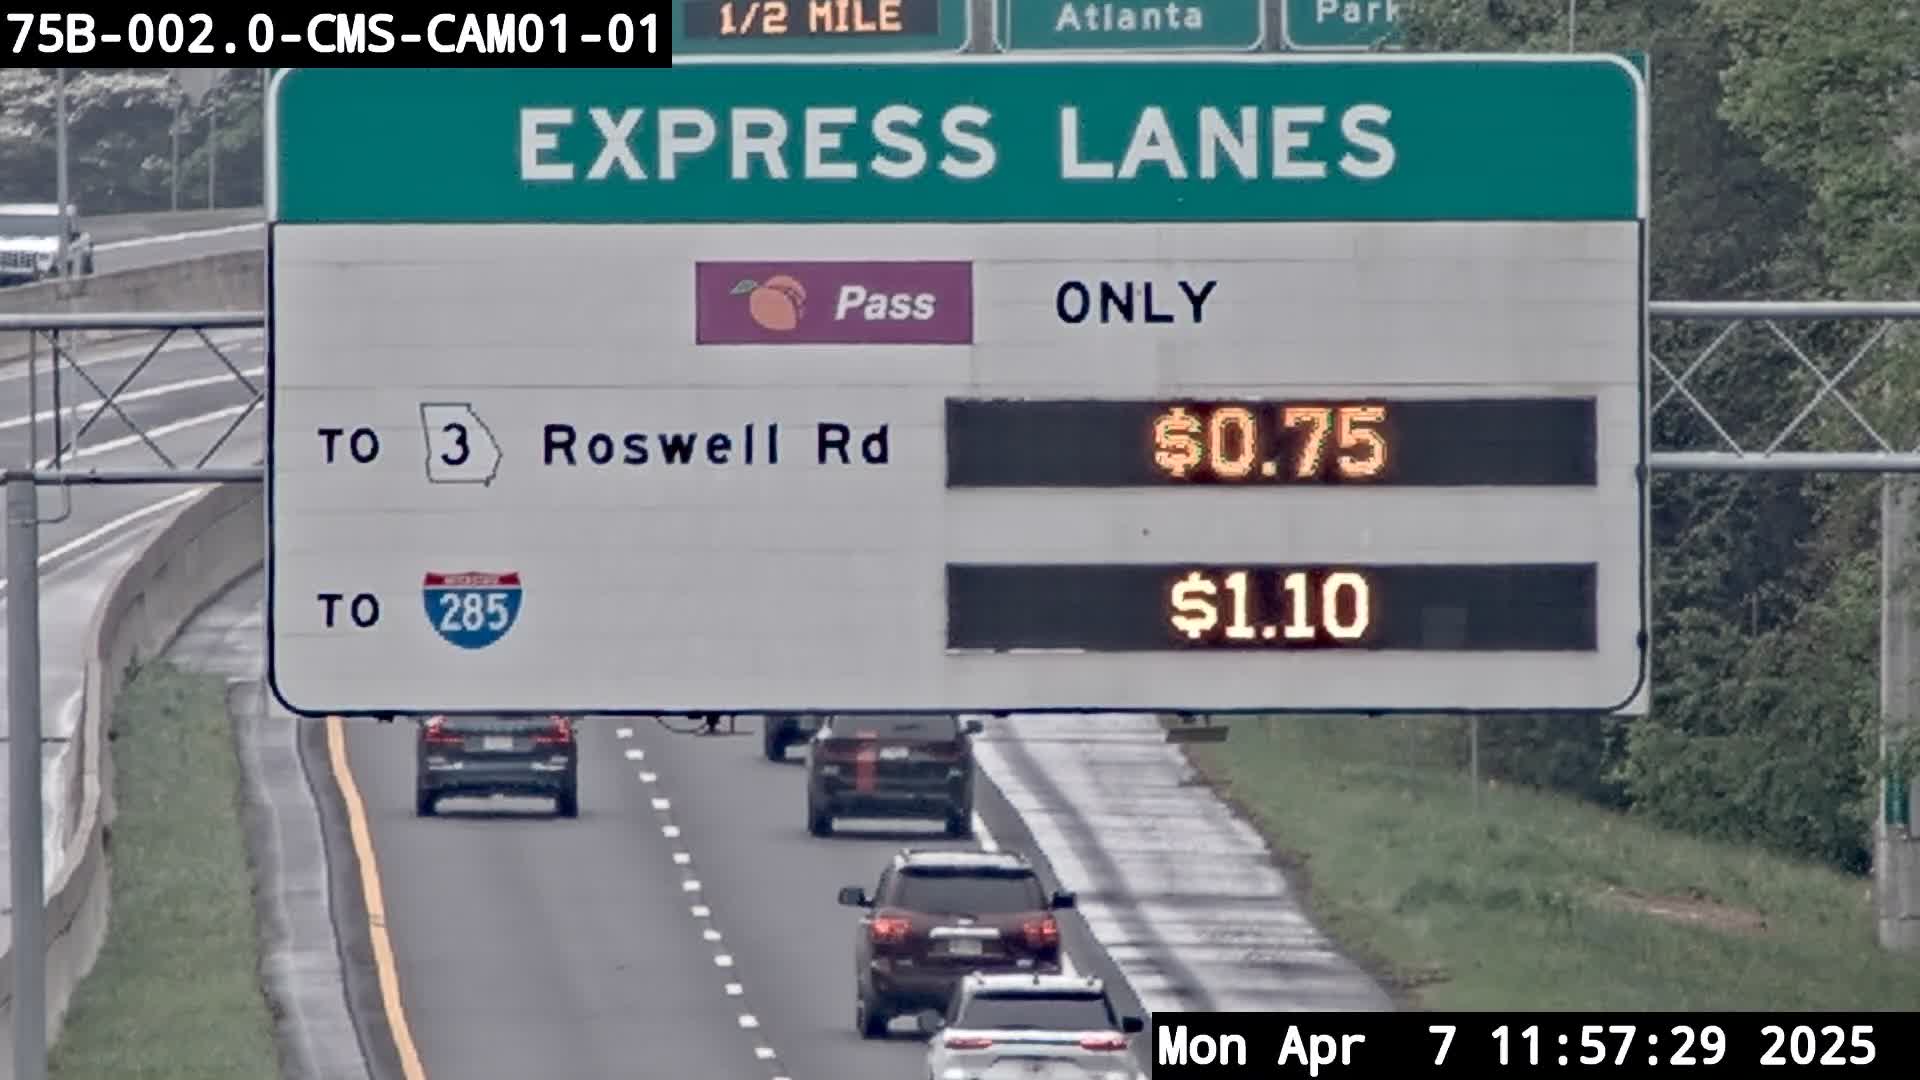 75B-002.0-CMS-CAM01-01
1/2 MILE
Atlanta
Park
EXPRESS LANES
Pass ONLY
TO 3 Roswell Rd $0.75
TO 285 $1.10
Mon Apr 7 11:57:29 2025